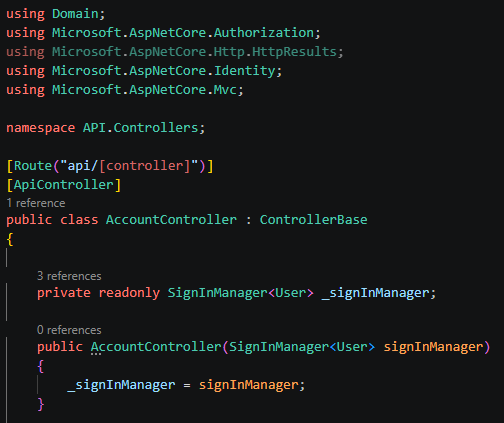 using Domain;
using Microsoft.AspNetCore.Authorization;
using Microsoft.AspNetCore.Http.HttpResults;
using Microsoft.AspNetCore.Identity;
using Microsoft.AspNetCore.Mvc;
namespace API.Controllers;
[Route("api/[controller]")]
[ApiController]
1 reference
public class AccountController : ControllerBase
{
3 references
private readonly SignInManager<User> _signInManager;
0 references
public AccountController(SignInManager<User> signInManager)
{
_signInManager = signInManager;
}